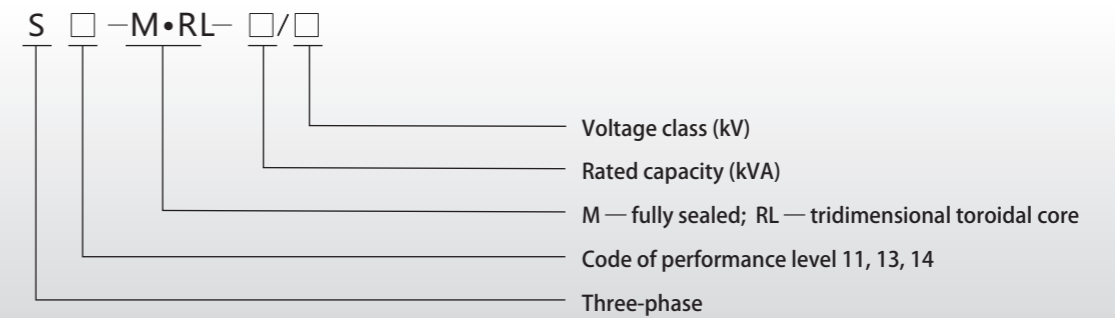 S □ —M•RL— □/□
Voltage class (kV)
Rated capacity (kVA)
M — fully sealed; RL — tridimensional toroidal core
Code of performance level 11, 13, 14
Three-phase